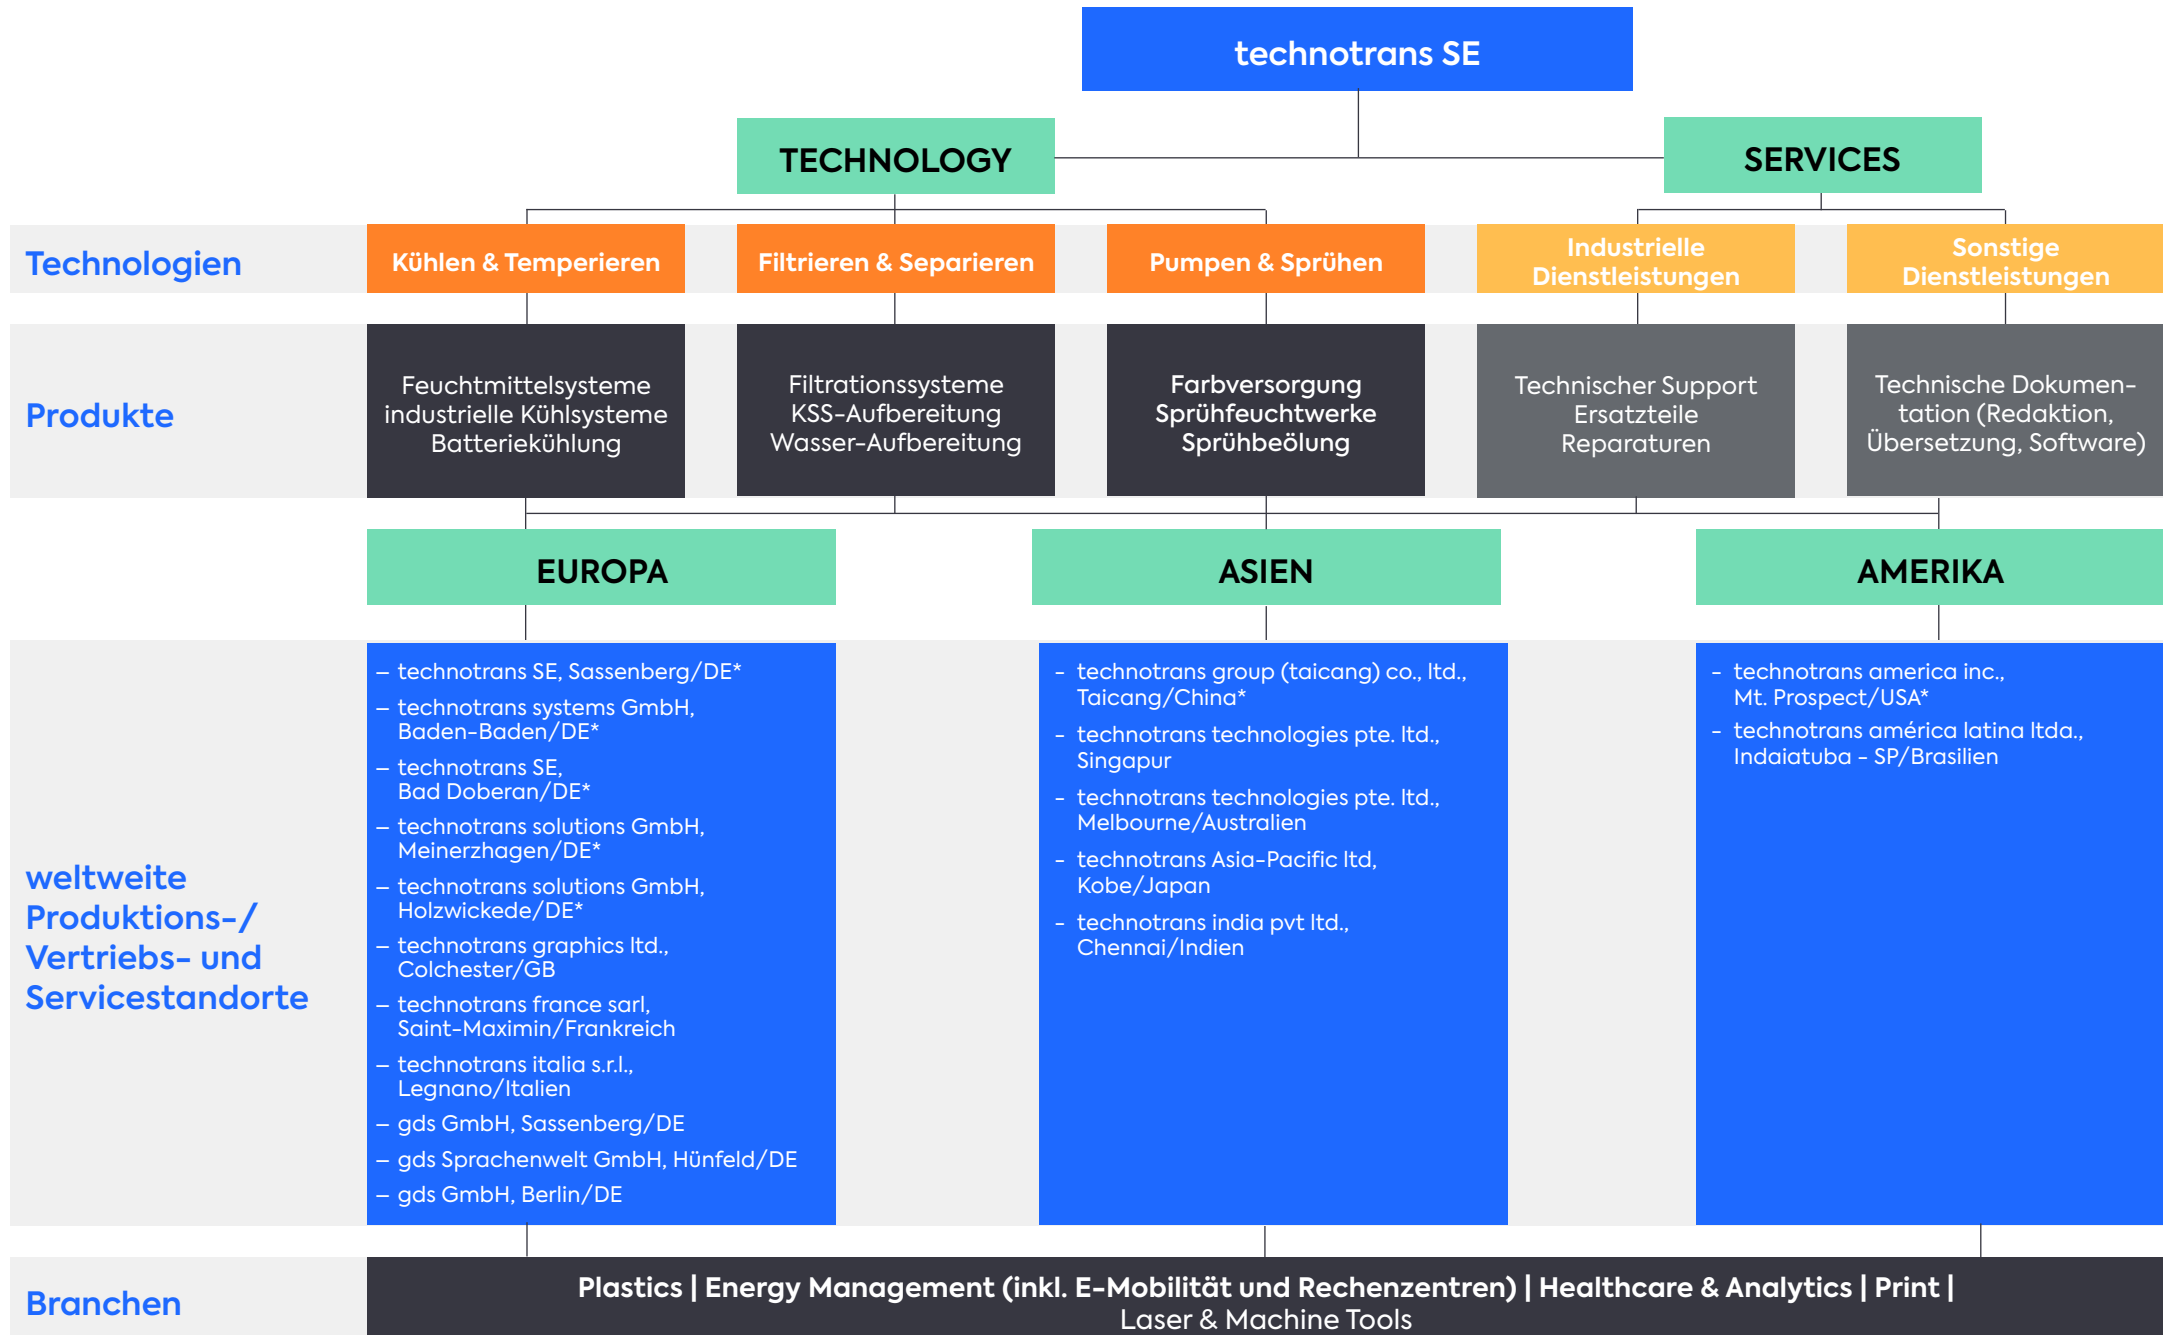 technotrans SE
TECHNOLOGY
SERVICES
Technologien
Kühlen & Temperieren
Filtrieren & Separieren
Pumpen & Sprühen
Industrielle
Dienstleistungen
Sonstige
Dienstleistungen
Produkte
Feuchtmittelsysteme
industrielle Kühlsysteme
Batteriekühlung
Filtrationssysteme
KSS-Aufbereitung
Wasser-Aufbereitung
Farbversorgung
Sprühfeuchtwerke
Sprühbeölung
Technischer Support
Ersatzteile
Reparaturen
Technische Dokumen-
tation (Redaktion,
Übersetzung, Software)
EUROPA
ASIEN
AMERIKA
weltweite
Produktions-/
Vertriebs- und
Servicestandorte
– technotrans SE, Sassenberg/DE*
– technotrans systems GmbH,
Baden-Baden/DE*
– technotrans SE,
Bad Doberan/DE*
– technotrans solutions GmbH,
Meinerzhagen/DE*
– technotrans solutions GmbH,
Holzwickede/DE*
– technotrans graphics ltd.,
Colchester/GB
– technotrans france sarl,
Saint-Maximin/Frankreich
– technotrans italia s.r.l.,
Legnano/Italien
– gds GmbH, Sassenberg/DE
– gds Sprachenwelt GmbH, Hünfeld/DE
– gds GmbH, Berlin/DE
- technotrans group (taicang) co., ltd.,
Taicang/China*
- technotrans technologies pte. ltd.,
Singapur
- technotrans technologies pte. ltd.,
Melbourne/Australien
- technotrans Asia-Pacific ltd,
Kobe/Japan
- technotrans india pvt ltd.,
Chennai/Indien
- technotrans america inc.,
Mt. Prospect/USA*
- technotrans américa latina ltda.,
Indaiatuba - SP/Brasilien
Branchen
Plastics | Energy Management (inkl. E-Mobilität und Rechenzentren) | Healthcare & Analytics | Print |
Laser & Machine Tools